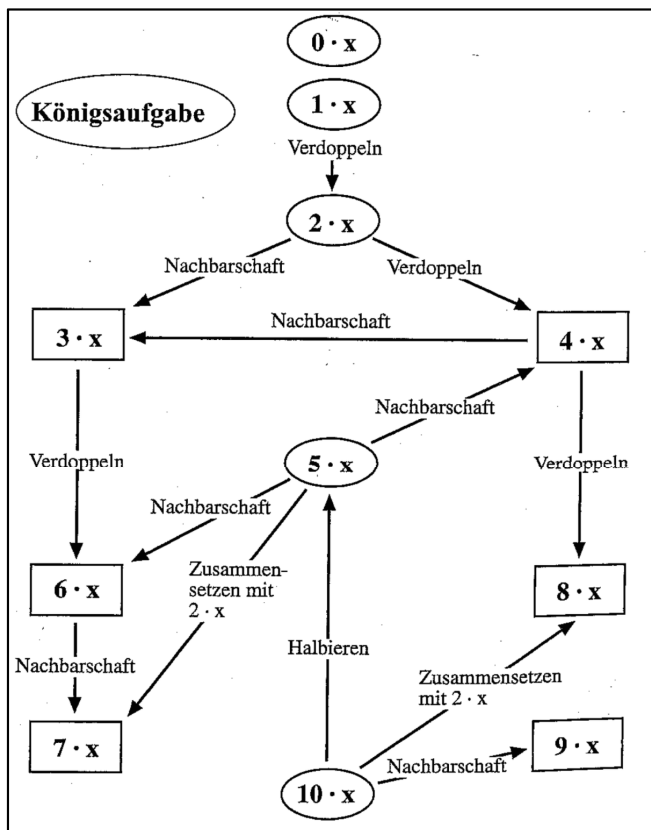 0 · x
Königsaufgabe
1 · x
Verdoppeln
2 · x
Nachbarschaft
Verdoppeln
3 · x
Nachbarschaft
4 · x
Nachbarschaft
Verdoppeln
5 · x
Verdoppeln
Nachbarschaft
6 · x
Zusammen-
setzen mit
2 · x
8 · x
Nachbarschaft
Halbieren
Zusammensetzen
mit 2 · x
7 · x
9 · x
Nachbarschaft
10 · x